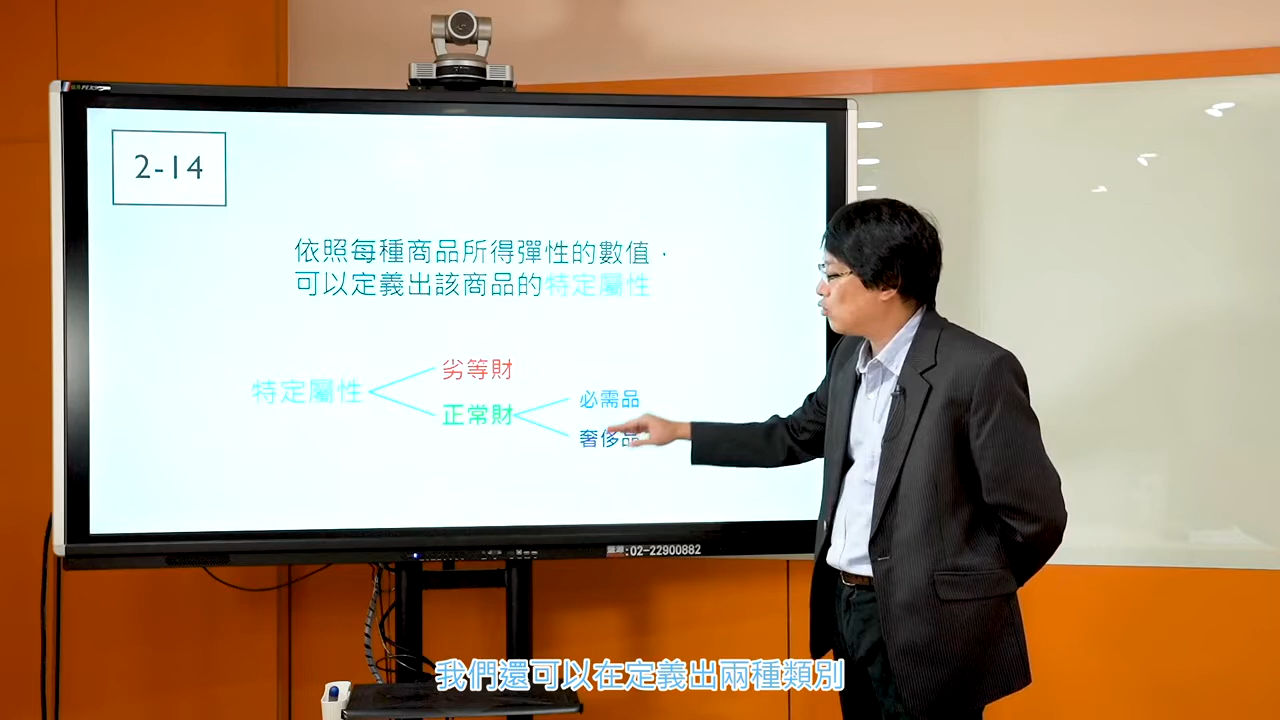 2-14
依照每種商品所得彈性的數值，
可以定義出該商品的特定屬性
特定屬性
劣等財
正常財
必需品
奢侈品
:02-22900882
我們還可以在定義出兩種類別